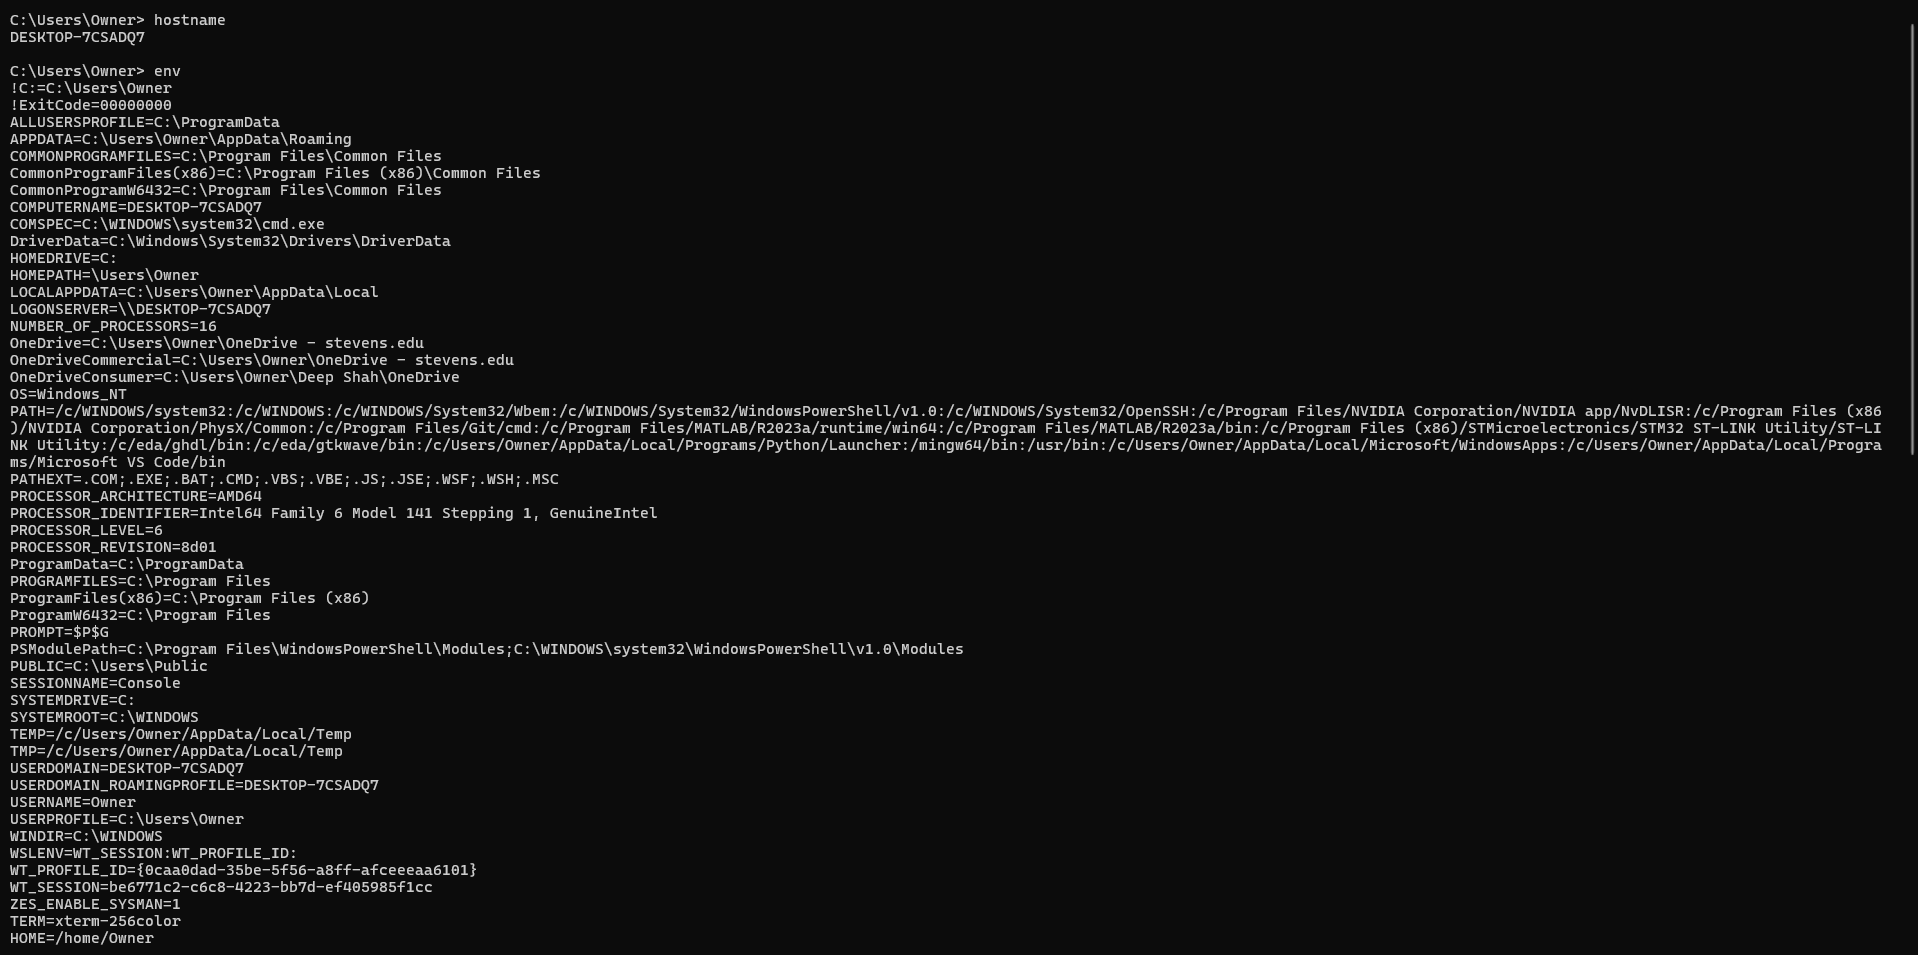 C:\Users\Owner> hostname
DESKTOP-7CSADQ7

C:\Users\Owner> env
!C:=C:\Users\Owner
!ExitCode=00000000
ALLUSERSPROFILE=C:\ProgramData
APPDATA=C:\Users\Owner\AppData\Roaming
COMMONPROGRAMFILES=C:\Program Files\Common Files
CommonProgramFiles(x86)=C:\Program Files (x86)\Common Files
CommonProgramW6432=C:\Program Files\Common Files
COMPUTERNAME=DESKTOP-7CSADQ7
COMSPEC=C:\WINDOWS\system32\cmd.exe
DriverData=C:\Windows\System32\Drivers\DriverData
HOMEDRIVE=C:
HOMEPATH=\Users\Owner
LOCALAPPDATA=C:\Users\Owner\AppData\Local
LOGONSERVER=\\DESKTOP-7CSADQ7
NUMBER_OF_PROCESSORS=16
OneDrive=C:\Users\Owner\OneDrive - stevens.edu
OneDriveCommercial=C:\Users\Owner\OneDrive - stevens.edu
OneDriveConsumer=C:\Users\Owner\Deep Shah\OneDrive
OS=Windows_NT
PATH=/c/WINDOWS/system32:/c/WINDOWS:/c/WINDOWS/System32/Wbem:/c/WINDOWS/System32/WindowsPowerShell/v1.0:/c/WINDOWS/System32/OpenSSH:/c/Program Files/NVIDIA Corporation/NVIDIA app/NvDLISR:/c/Program Files (x86
)/NVIDIA Corporation/PhysX/Common:/c/Program Files/Git/cmd:/c/Program Files/MATLAB/R2023a/runtime/win64:/c/Program Files/MATLAB/R2023a/bin:/c/Program Files (x86)/STMicroelectronics/STM32 ST-LINK Utility/ST-LI
NK Utility:/c/eda/ghdl/bin:/c/eda/gtkwave/bin:/c/Users/Owner/AppData/Local/Programs/Python/Launcher:/mingw64/bin:/usr/bin:/c/Users/Owner/AppData/Local/Microsoft/WindowsApps:/c/Users/Owner/AppData/Local/Progra
ms/Microsoft VS Code/bin
PATHEXT=.COM;.EXE;.BAT;.CMD;.VBS;.VBE;.JS;.JSE;.WSF;.WSH;.MSC
PROCESSOR_ARCHITECTURE=AMD64
PROCESSOR_IDENTIFIER=Intel64 Family 6 Model 141 Stepping 1, GenuineIntel
PROCESSOR_LEVEL=6
PROCESSOR_REVISION=8d01
ProgramData=C:\ProgramData
PROGRAMFILES=C:\Program Files
ProgramFiles(x86)=C:\Program Files (x86)
ProgramW6432=C:\Program Files
PROMPT=$P$G
PSModulePath=C:\Program Files\WindowsPowerShell\Modules;C:\WINDOWS\system32\WindowsPowerShell\v1.0\Modules
PUBLIC=C:\Users\Public
SESSIONNAME=Console
SYSTEMDRIVE=C:
SYSTEMROOT=C:\WINDOWS
TEMP=/c/Users/Owner/AppData/Local/Temp
TMP=/c/Users/Owner/AppData/Local/Temp
USERDOMAIN=DESKTOP-7CSADQ7
USERDOMAIN_ROAMINGPROFILE=DESKTOP-7CSADQ7
USERNAME=Owner
USERPROFILE=C:\Users\Owner
WINDIR=C:\WINDOWS
WSLENV=WT_SESSION:WT_PROFILE_ID:
WT_PROFILE_ID={0caa0dad-35be-5f56-a8ff-afceeeaa6101}
WT_SESSION=be6771c2-c6c8-4223-bb7d-ef405985f1cc
ZES_ENABLE_SYSMAN=1
TERM=xterm-256color
HOME=/home/Owner